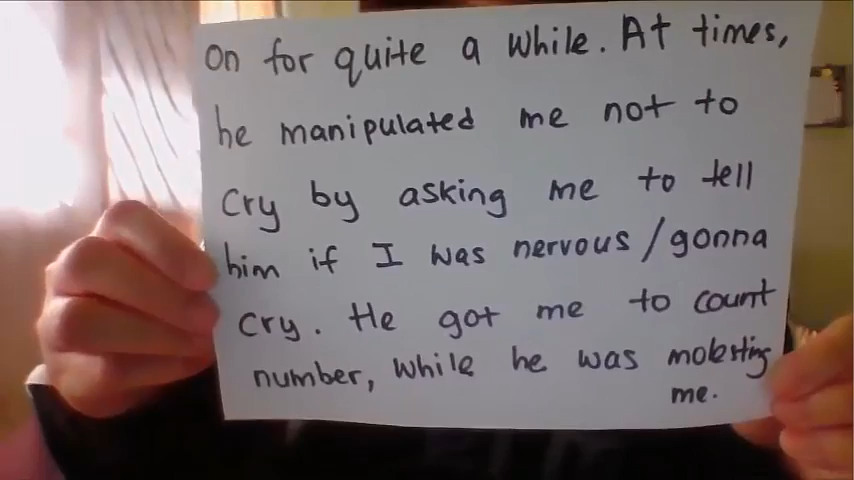 on for quite a while. At times,
he manipulated me not to
cry by asking me to tell
him if I was nervous/gonna
cry. He got me to count
number, while he was molesting
me.